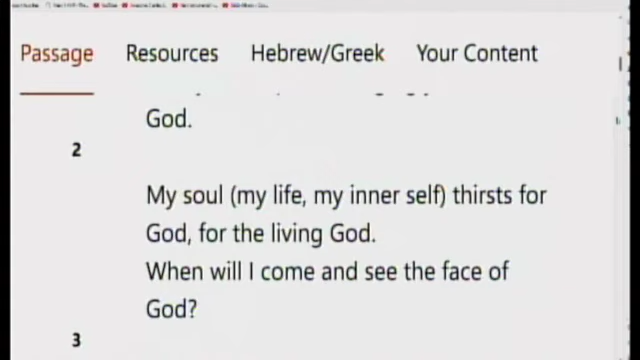 Passage Resources Hebrew/Greek Your Content
God.
2
My soul (my life, my inner self) thirsts for
God, for the living God.
When will I come and see the face of
God?
3